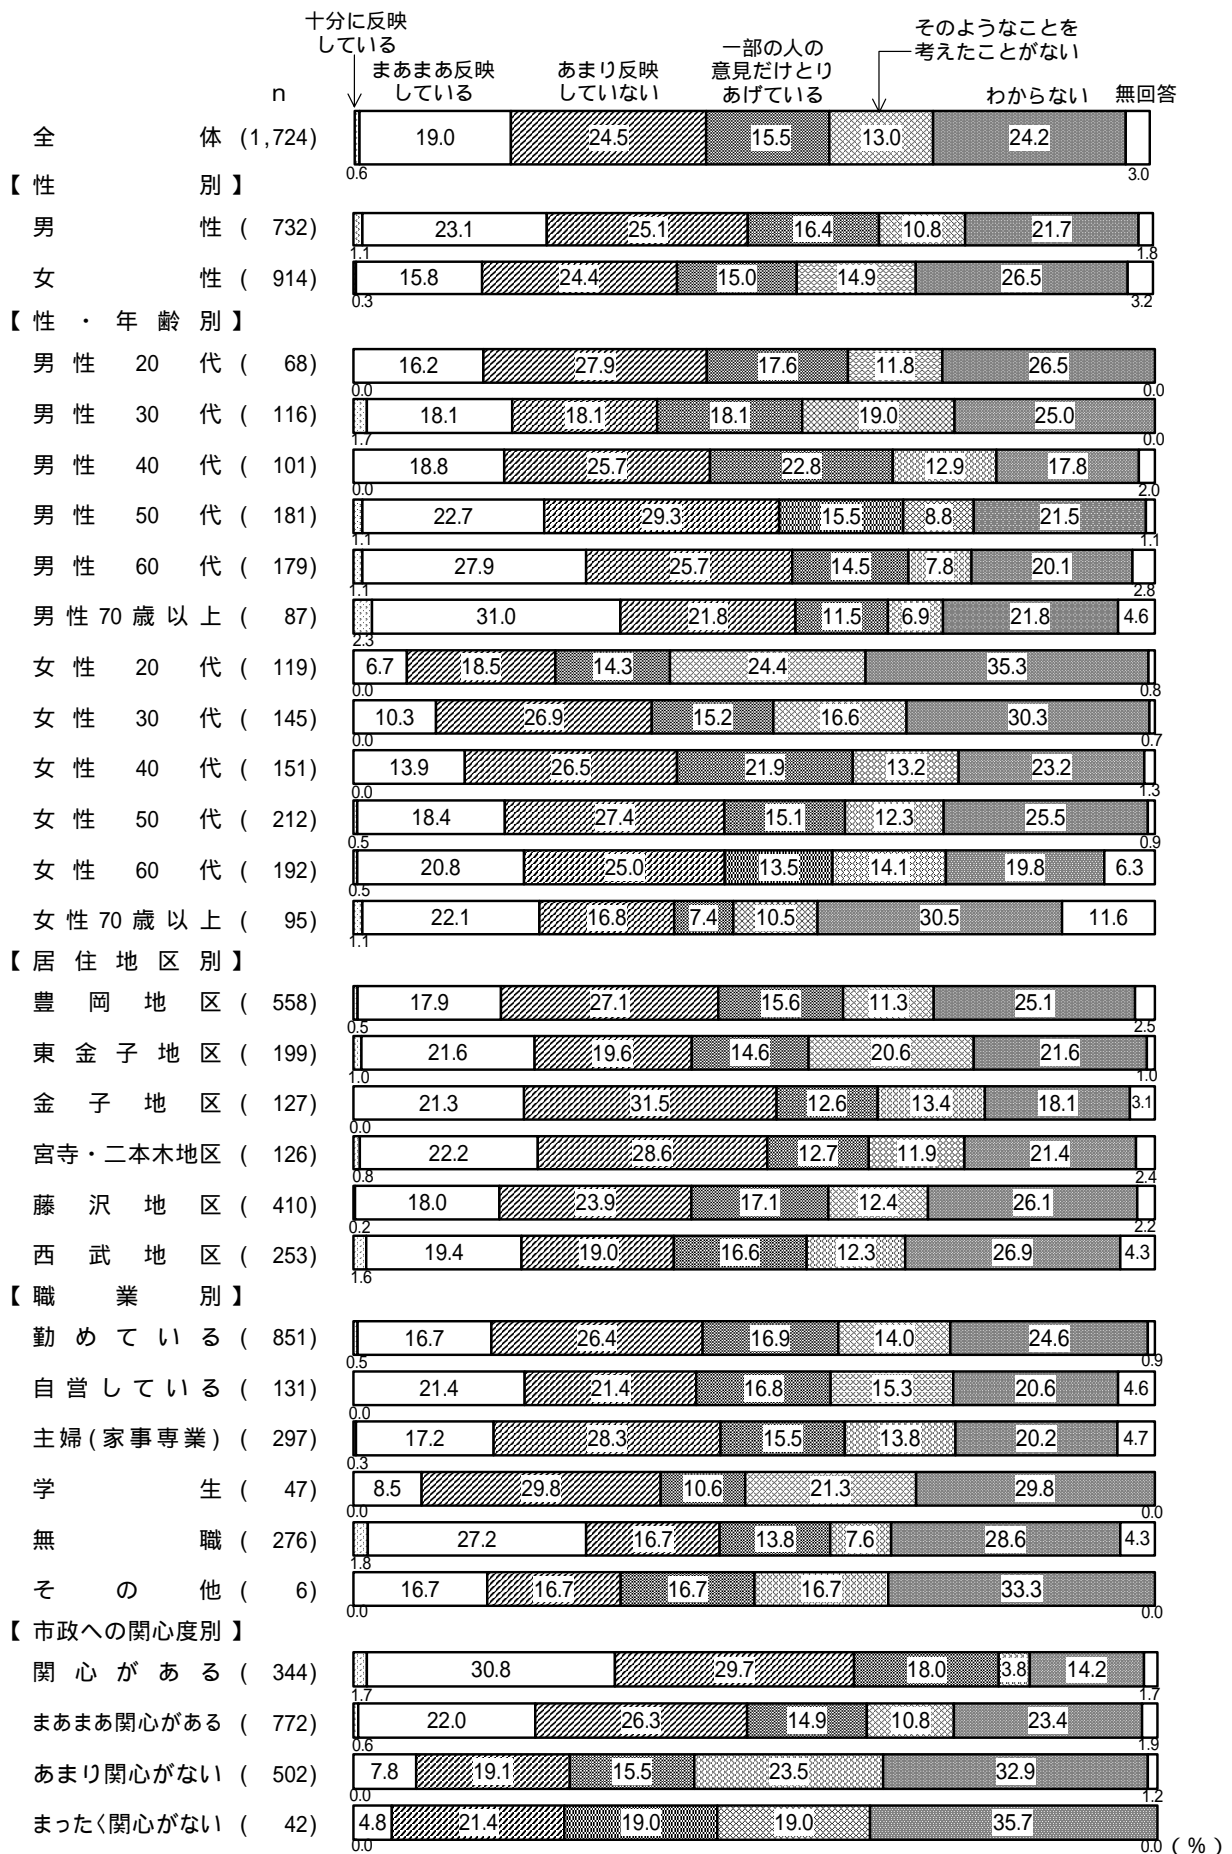 十分に反映
している
まあまあ反映
している
あまり反映
していない
一部の人の
意見だけとり
あげている
そのようなことを
考えたことがない
わからない
無回答
n
全体 (1,724) 19.0 24.5 15.5 13.0 24.2
0.6 3.0
【性別】
男性 ( 732) 23.1 25.1 16.4 10.8 21.7
1.1 1.8
女性 ( 914) 15.8 24.4 15.0 14.9 26.5
0.3 3.2
【性・年齢別】
男性 20 代 ( 68) 16.2 27.9 17.6 11.8 26.5
0.0 0.0
男性 30 代 ( 116) 18.1 18.1 18.1 19.0 25.0
1.7 0.0
男性 40 代 ( 101) 18.8 25.7 22.8 12.9 17.8
0.0 2.0
男性 50 代 ( 181) 22.7 29.3 15.5 8.8 21.5
1.1 1.1
男性 60 代 ( 179) 27.9 25.7 14.5 7.8 20.1
1.1 2.8
男性70歳以上 ( 87) 31.0 21.8 11.5 6.9 21.8 4.6
2.3
女性 20 代 ( 119) 6.7 18.5 14.3 24.4 35.3
0.0 0.8
女性 30 代 ( 145) 10.3 26.9 15.2 16.6 30.3
0.0 0.7
女性 40 代 ( 151) 13.9 26.5 21.9 13.2 23.2
0.0 1.3
女性 50 代 ( 212) 18.4 27.4 15.1 12.3 25.5
0.5 0.9
女性 60 代 ( 192) 20.8 25.0 13.5 14.1 19.8 6.3
0.5
女性70歳以上 ( 95) 22.1 16.8 7.4 10.5 30.5 11.6
1.1
【居住地区別】
豊岡地区 ( 558) 17.9 27.1 15.6 11.3 25.1
0.5 2.5
東金子地区 ( 199) 21.6 19.6 14.6 20.6 21.6
1.0 1.0
金子地区 ( 127) 21.3 31.5 12.6 13.4 18.1 3.1
0.0
宮寺・二本木地区 ( 126) 22.2 28.6 12.7 11.9 21.4
0.8 2.4
藤沢地区 ( 410) 18.0 23.9 17.1 12.4 26.1
0.2 2.2
西武地区 ( 253) 19.4 19.0 16.6 12.3 26.9 4.3
1.6
【職業別】
勤めている ( 851) 16.7 26.4 16.9 14.0 24.6
0.5 0.9
自営している ( 131) 21.4 21.4 16.8 15.3 20.6 4.6
0.0
主婦(家事専業) ( 297) 17.2 28.3 15.5 13.8 20.2 4.7
0.3
学生 ( 47) 8.5 29.8 10.6 21.3 29.8
0.0 0.0
無職 ( 276) 27.2 16.7 13.8 7.6 28.6 4.3
1.8
その他 ( 6) 16.7 16.7 16.7 16.7 33.3
0.0 0.0
【市政への関心度別】
関心がある ( 344) 30.8 29.7 18.0 3.8 14.2
1.7 1.7
まあまあ関心がある ( 772) 22.0 26.3 14.9 10.8 23.4
0.6 1.9
あまり関心がない ( 502) 7.8 19.1 15.5 23.5 32.9
0.0 1.2
まったく関心がない ( 42) 4.8 21.4 19.0 19.0 35.7
0.0 0.0 (%)